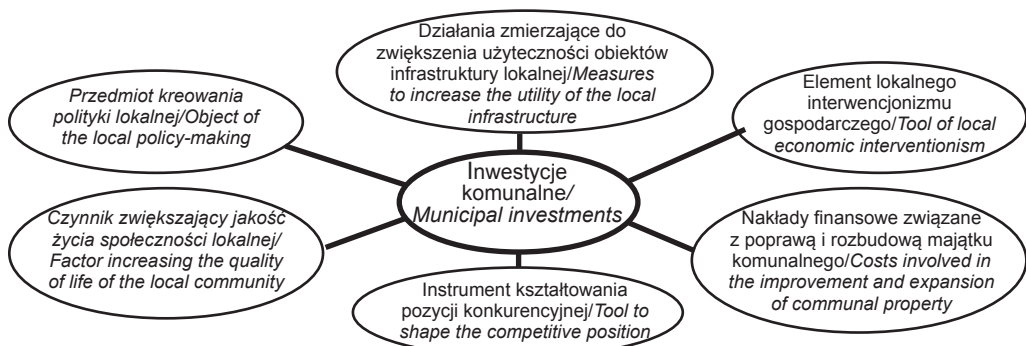 Działania zmierzające do
zwiększenia użyteczności obiektów
infrastruktury lokalnej/Measures
to increase the utility of the local
infrastructure
Przedmiot kreowania
polityki lokalnej/Object of
the local policy-making
Element lokalnego
interwencjonizmu
gospodarczego/Tool of local
economic interventionism
Inwestycje
komunalne/
Municipal investments
Czynnik zwiększający jakość
życia społeczności lokalnej/
Factor increasing the quality
of life of the local community
Nakłady finansowe związane
z poprawą i rozbudową majątku
komunalnego/Costs involved in
the improvement and expansion
of communal property
Instrument kształtowania
pozycji konkurencyjnej/Tool to
shape the competitive position